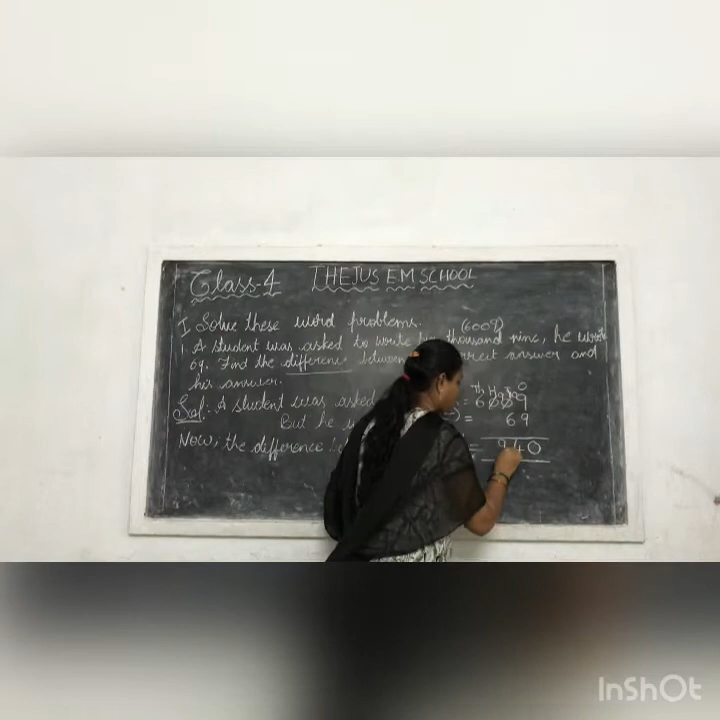 Class-4 THEJUS EM SCHOOL
I Solve these word problems. (6009)
1. A student was asked to write thousand nine, he wrote
69. Find the difference between correct answer and
his answer.
Th H T O
Sol: A student was asked = 6009
But he = 69
Now, the difference = 940
InShOt